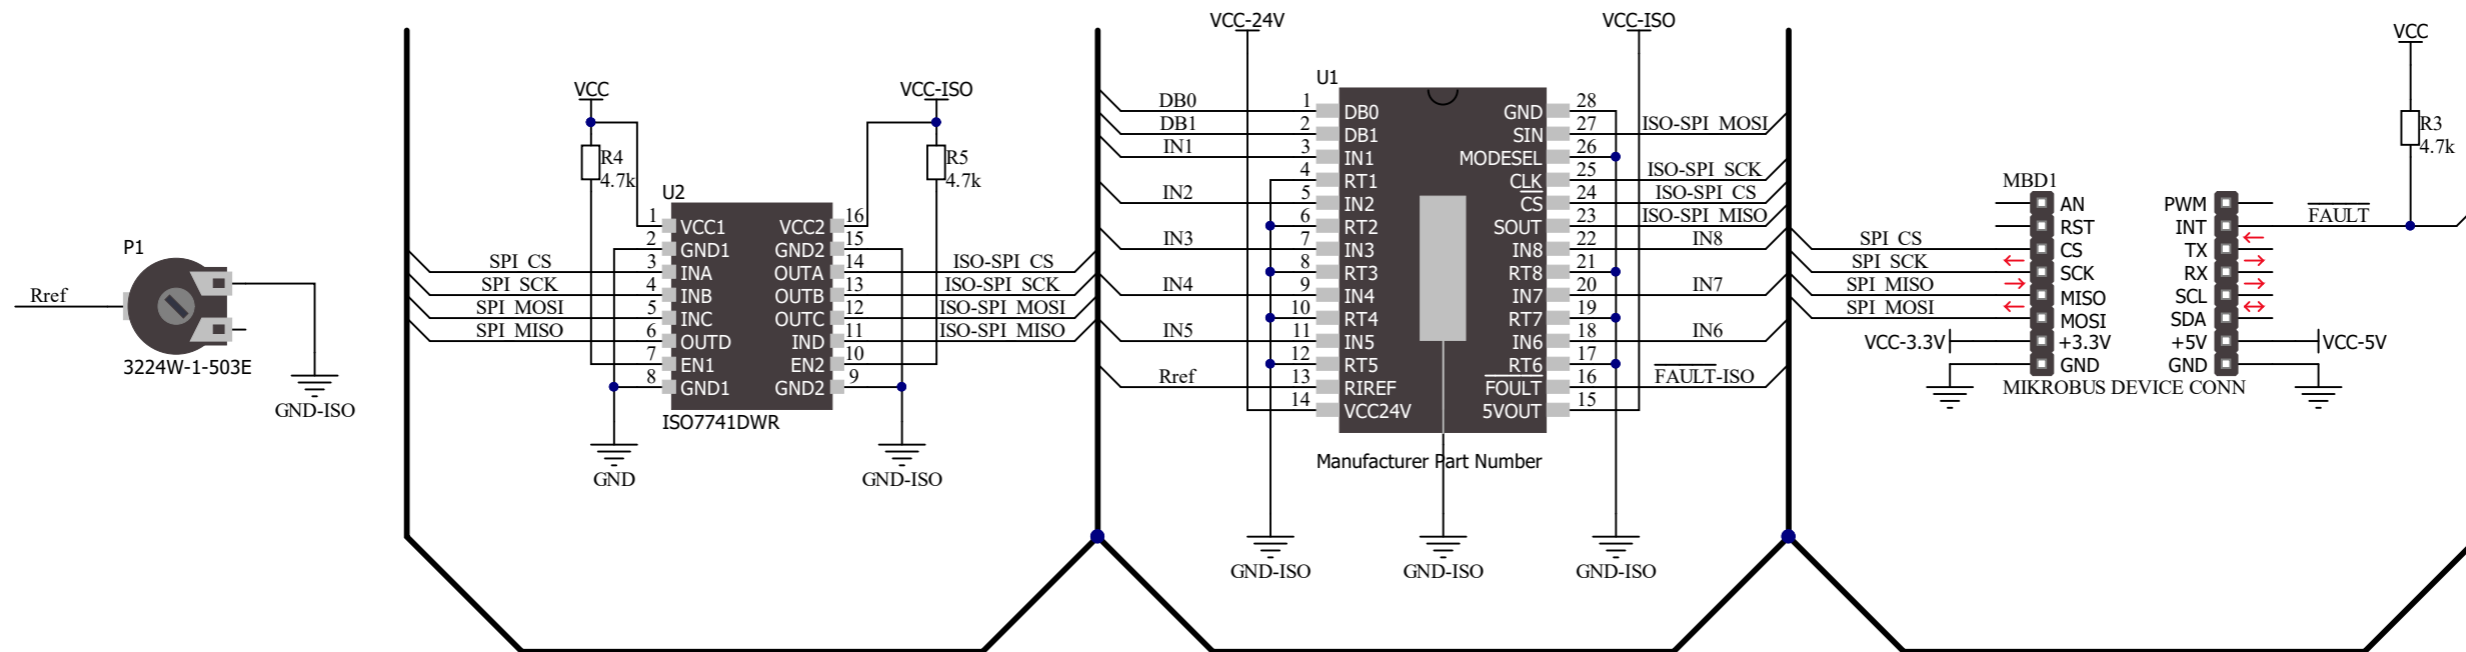 P1
Rref
3224W-1-503E
GND-ISO
VCC
R4
4.7k
VCC-ISO
R5
4.7k
U2
1 VCC1 VCC2 16
2 GND1 GND2 15
SPI CS 3 INA OUTA 14 ISO-SPI CS
SPI SCK 4 INB OUTB 13 ISO-SPI SCK
SPI MOSI 5 INC OUTC 12 ISO-SPI MOSI
SPI MISO 6 OUTD IND 11 ISO-SPI MISO
7 EN1 EN2 10
8 GND1 GND2 9
ISO7741DWR
GND
GND-ISO
VCC-24V
VCC-ISO
U1
DB0 1 DB0 GND 28
DB1 2 DB1 SIN 27 ISO-SPI MOSI
IN1 3 IN1 MODESEL 26
4 RT1 CLK 25 ISO-SPI SCK
IN2 5 IN2 CS 24 ISO-SPI CS
6 RT2 SOUT 23 ISO-SPI MISO
IN3 7 IN3 IN8 22 IN8
8 RT3 RT8 21
IN4 9 IN4 IN7 20 IN7
10 RT4 RT7 19
IN5 11 IN5 IN6 18 IN6
12 RT5 RT6 17
Rref 13 RIREF FOULT 16 FAULT-ISO
14 VCC24V 5VOUT 15
Manufacturer Part Number
GND-ISO
GND-ISO
GND-ISO
VCC
R3
4.7k
MBD1
AN PWM
RST INT FAULT
SPI CS CS TX
SPI SCK SCK RX
SPI MISO MISO SCL
SPI MOSI MOSI SDA
VCC-3.3V +3.3V +5V VCC-5V
GND GND
MIKROBUS DEVICE CONN